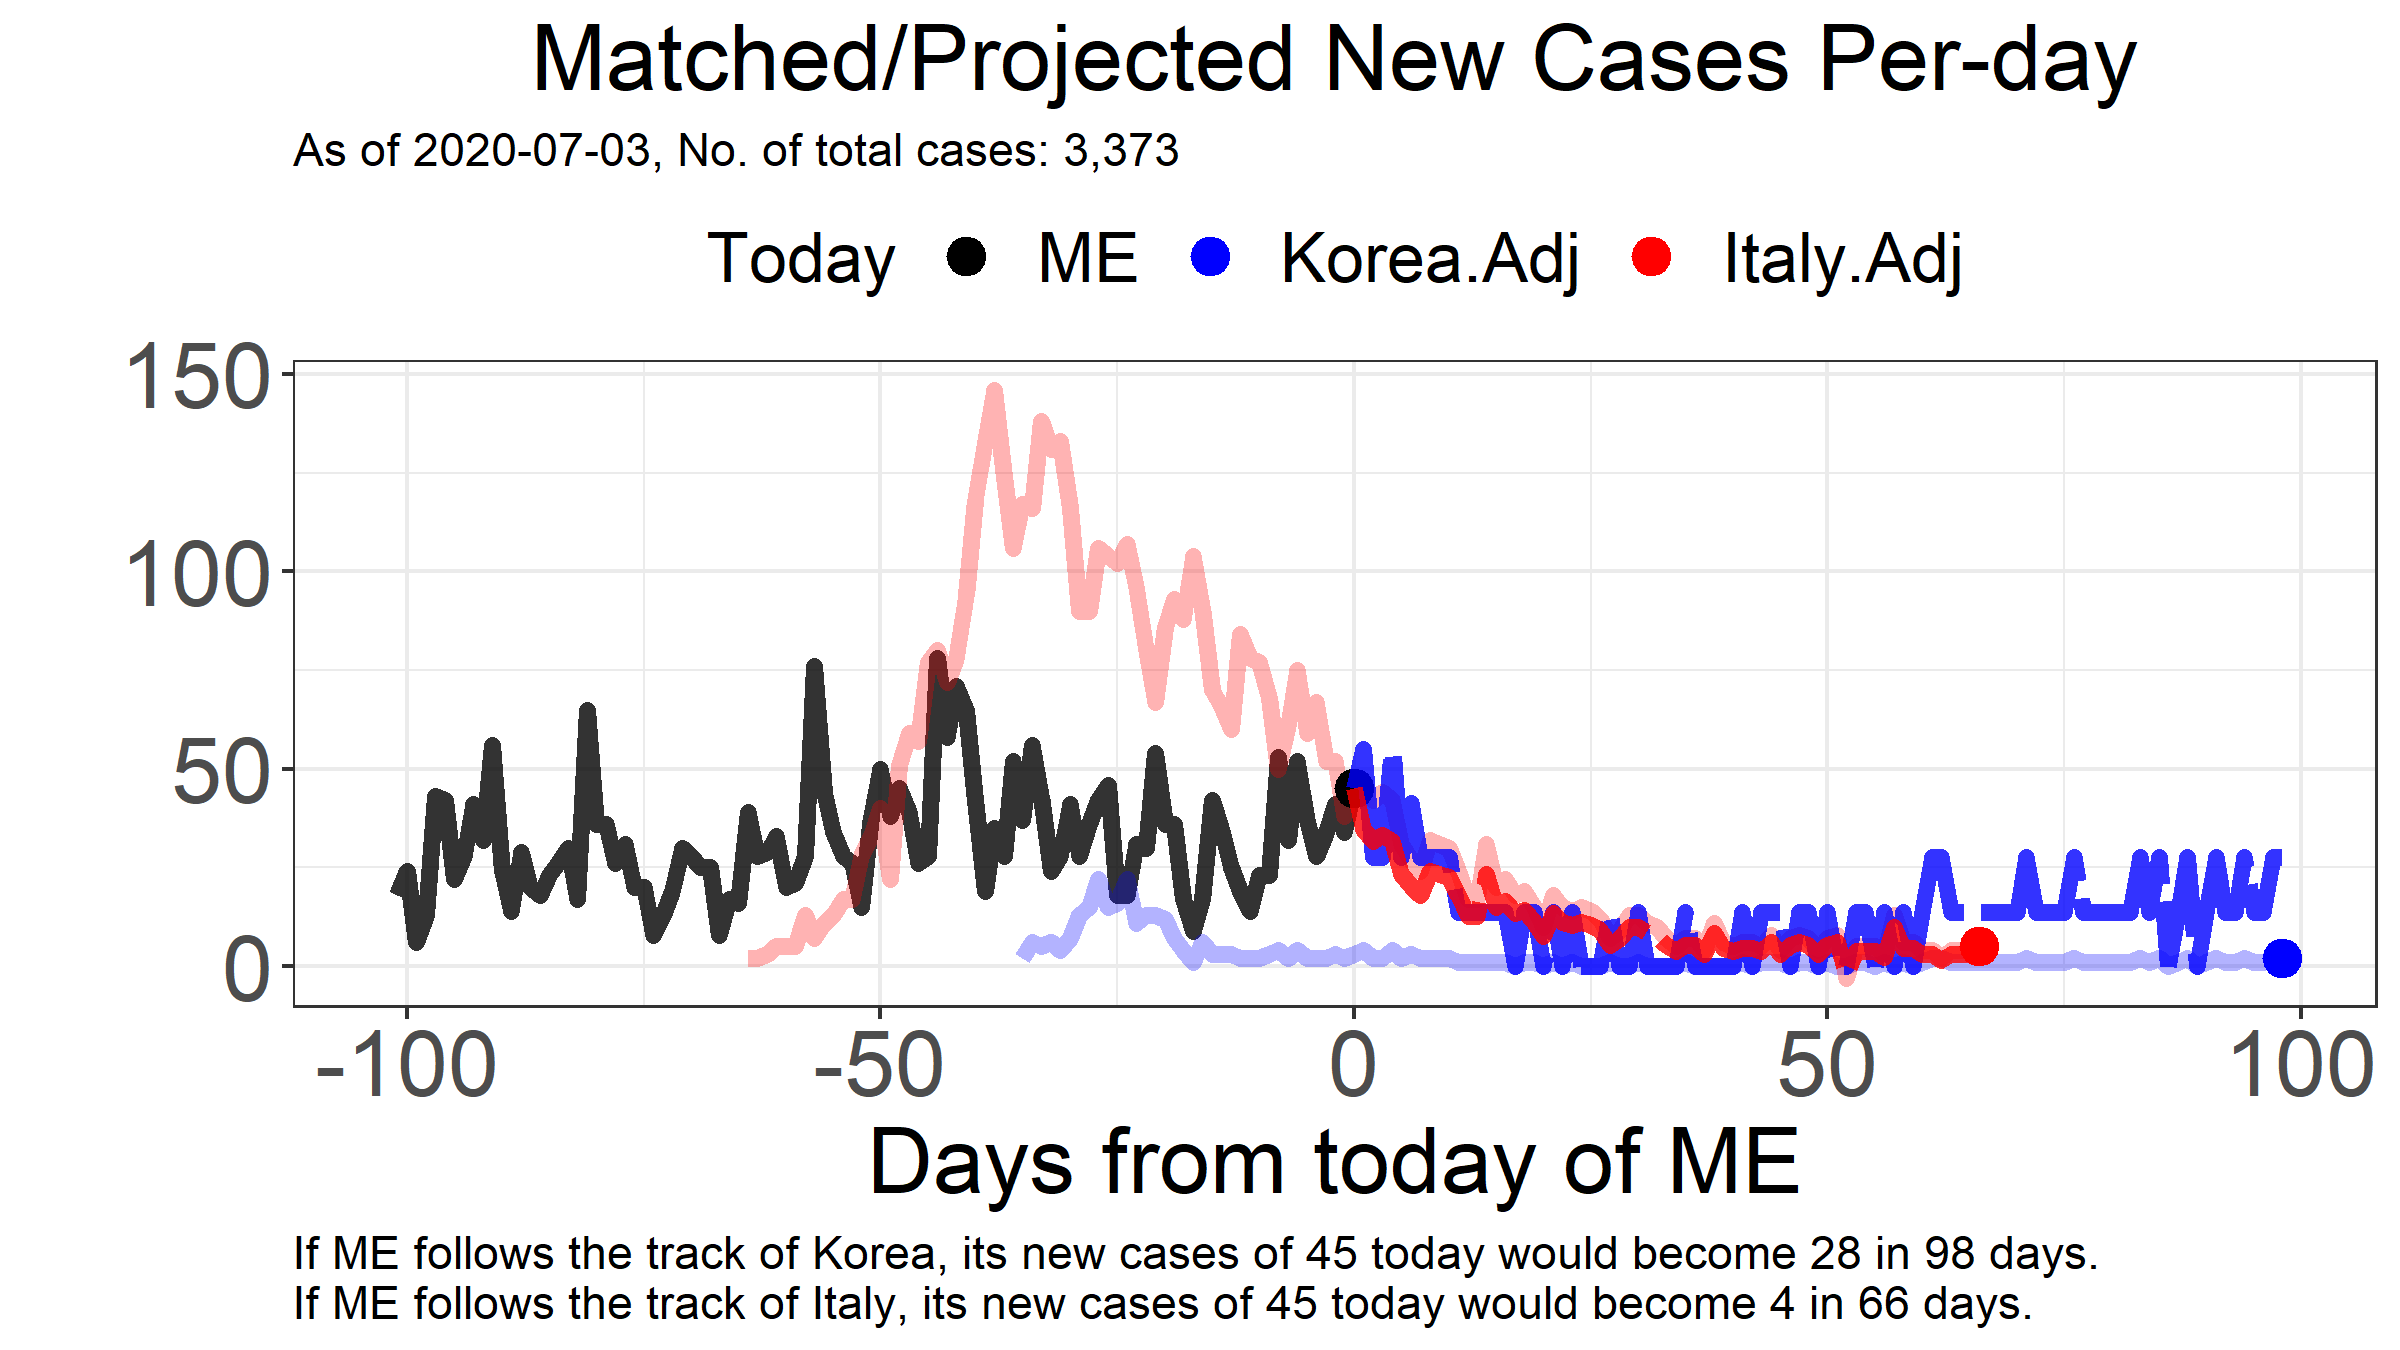 Matched/Projected New Cases Per-day
As of 2020-07-03, No. of total cases: 3,373
Today ME Korea.Adj Italy.Adj
150
100
50
0
-100 -50 0 50 100
Days from today of ME
If ME follows the track of Korea, its new cases of 45 today would become 28 in 98 days.
If ME follows the track of Italy, its new cases of 45 today would become 4 in 66 days.